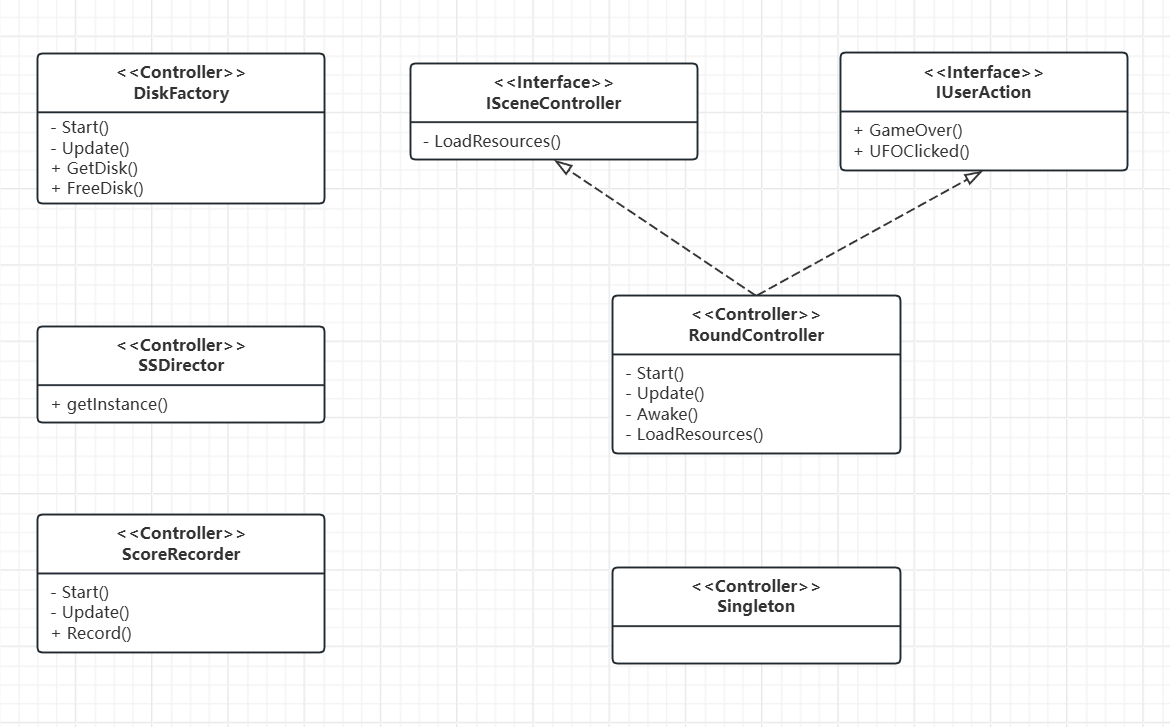 <<Controller>>
DiskFactory
- Start()
- Update()
+ GetDisk()
+ FreeDisk()
<<Interface>>
ISceneController
- LoadResources()
<<Interface>>
IUserAction
+ GameOver()
+ UFOClicked()
<<Controller>>
SSDirector
+ getInstance()
<<Controller>>
RoundController
- Start()
- Update()
- Awake()
- LoadResources()
<<Controller>>
ScoreRecorder
- Start()
- Update()
+ Record()
<<Controller>>
Singleton